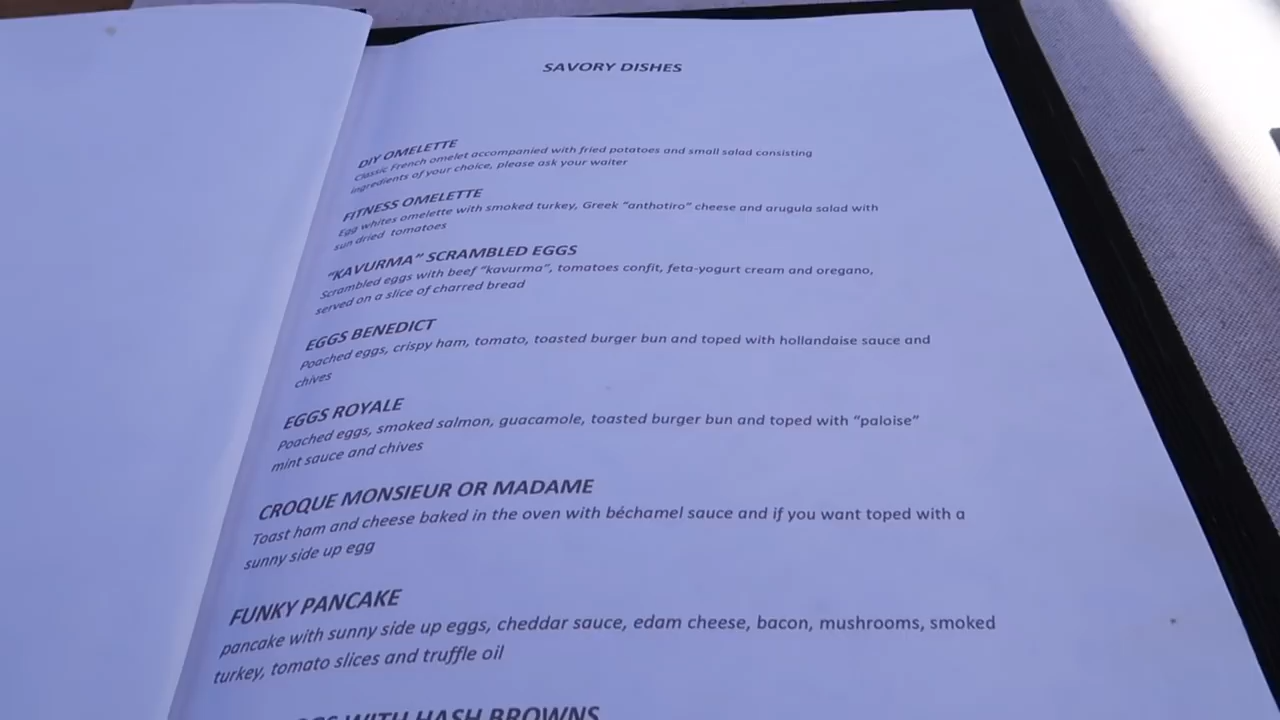 SAVORY DISHES
DIY OMELETTE
Classic French omelet accompanied with fried potatoes and small salad consisting
ingredients of your choice, please ask your waiter
FITNESS OMELETTE
Egg whites omelette with smoked turkey, Greek "anthotiro" cheese and arugula salad with
sun dried tomatoes
"KAVURMA" SCRAMBLED EGGS
Scrambled eggs with beef "kavurma", tomatoes confit, feta-yogurt cream and oregano,
served on a slice of charred bread
EGGS BENEDICT
Poached eggs, crispy ham, tomato, toasted burger bun and toped with hollandaise sauce and
chives
EGGS ROYALE
Poached eggs, smoked salmon, guacamole, toasted burger bun and toped with "paloise"
mint sauce and chives
CROQUE MONSIEUR OR MADAME
Toast ham and cheese baked in the oven with béchamel sauce and if you want toped with a
sunny side up egg
FUNKY PANCAKE
pancake with sunny side up eggs, cheddar sauce, edam cheese, bacon, mushrooms, smoked
turkey, tomato slices and truffle oil
WITH HASH BROWNS